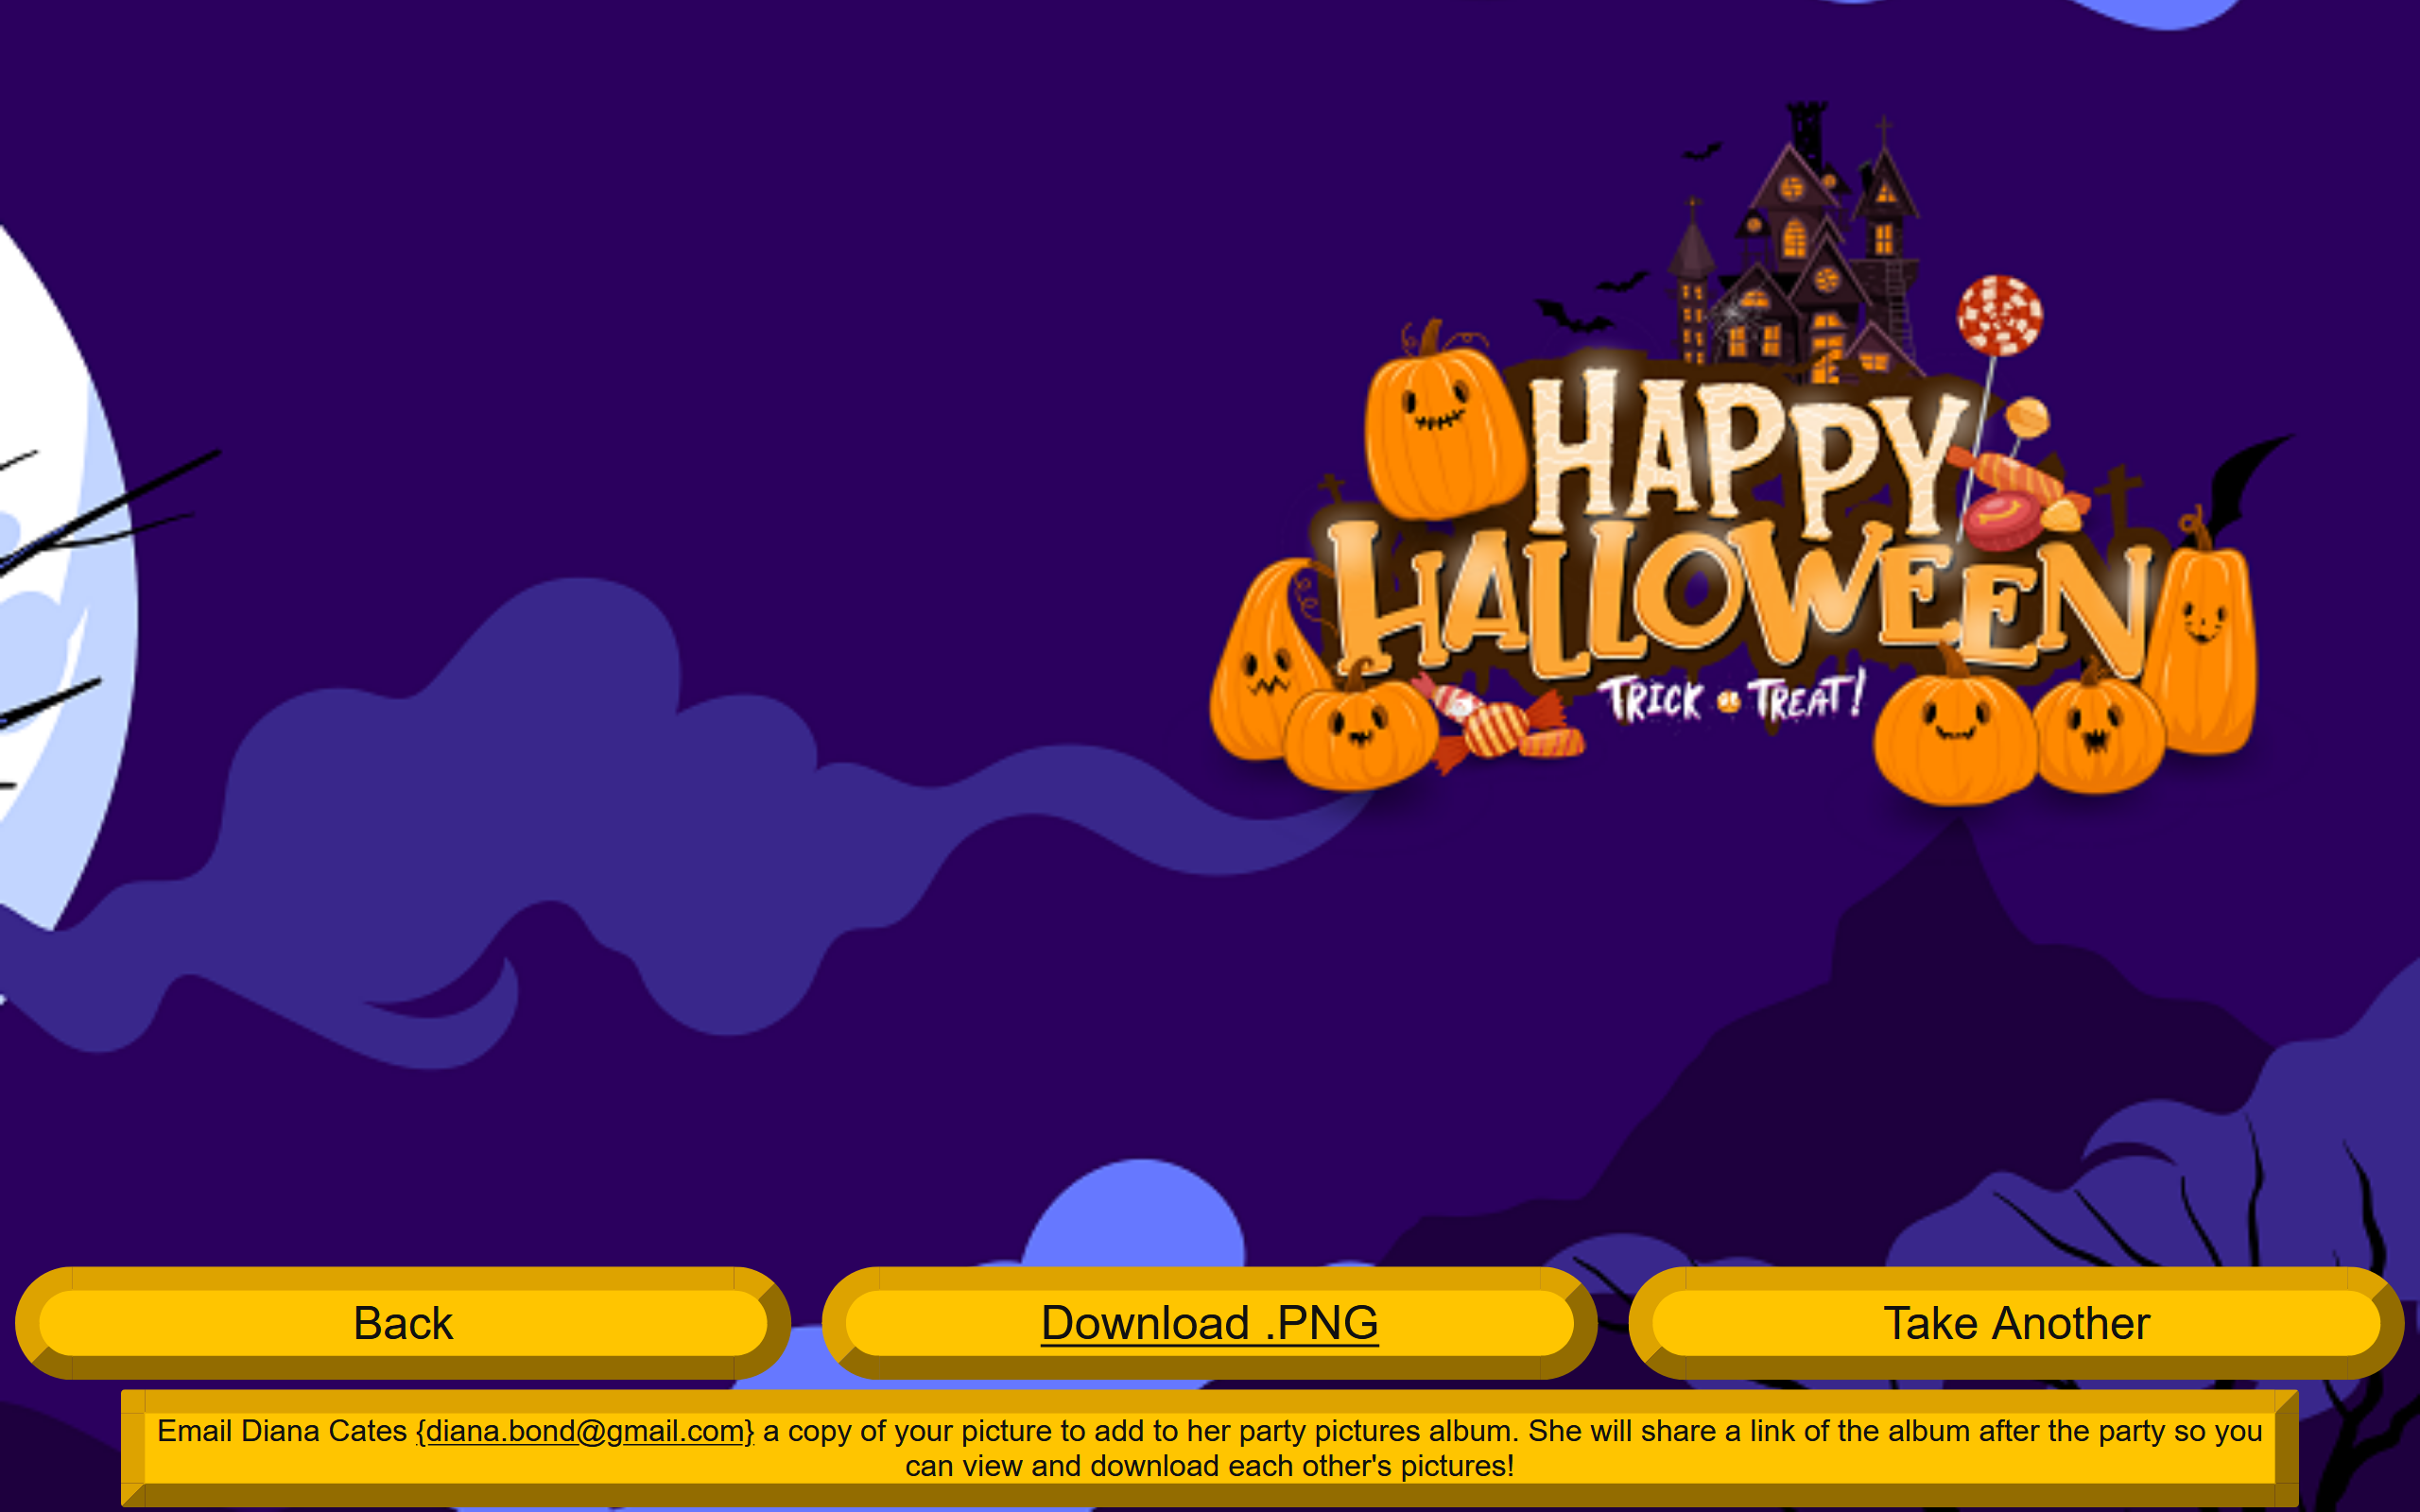 HAPPY
HALLOWEEN
TRICK OR TREAT!
Back
Download .PNG
Take Another
Email Diana Cates {diana.bond@gmail.com} a copy of your picture to add to her party pictures album. She will share a link of the album after the party so you
can view and download each other's pictures!